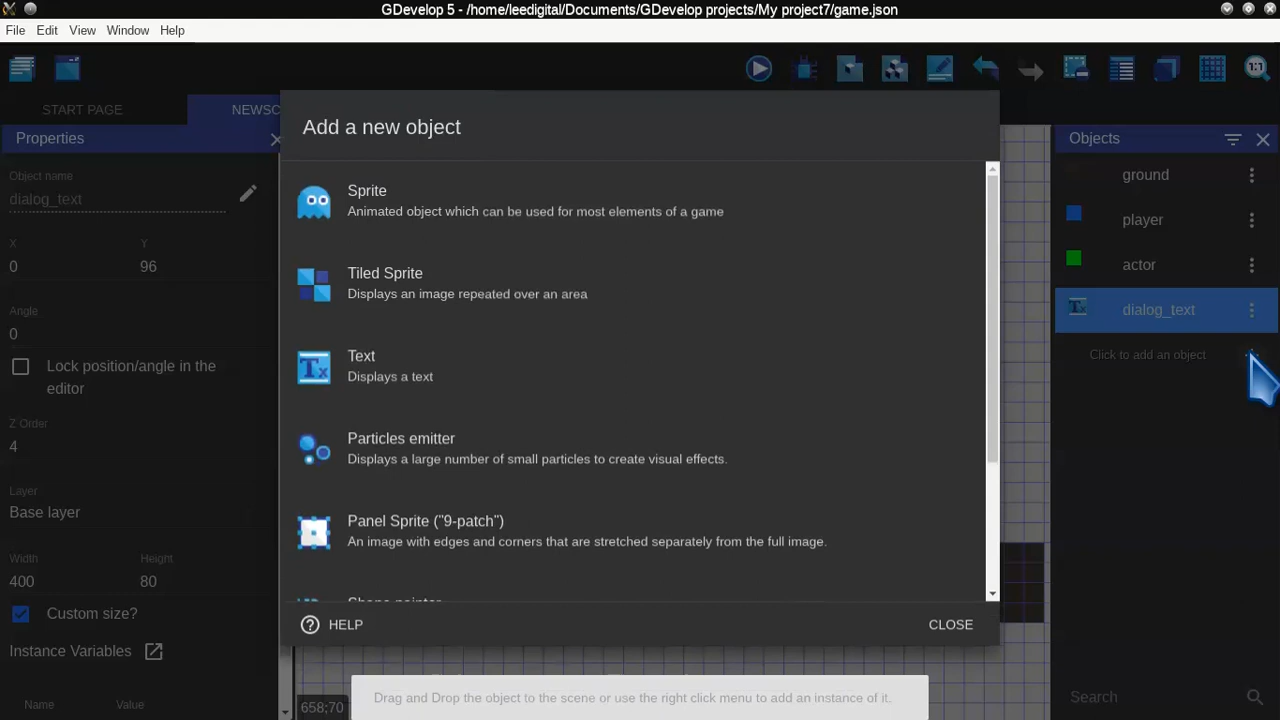 GDevelop 5 - /home/leedigital/Documents/GDevelop projects/My project7/game.json
File Edit View Window Help
1:1
START PAGE
NEWSC
Properties
Object name
dialog_text
X Y
0 96
Angle
0
Lock position/angle in the
editor
Z Order
4
Layer
Base layer
Width Height
400 80
Custom size?
Instance Variables
Name Value
Add a new object
Sprite
Animated object which can be used for most elements of a game
Tiled Sprite
Displays an image repeated over an area
Tx
Text
Displays a text
Particles emitter
Displays a large number of small particles to create visual effects.
Panel Sprite ("9-patch")
An image with edges and corners that are stretched separately from the full image.
Shape painter
HELP
CLOSE
658;70
Drag and Drop the object to the scene or use the right click menu to add an instance of it.
Objects
ground
player
actor
dialog_text
Click to add an object
Search